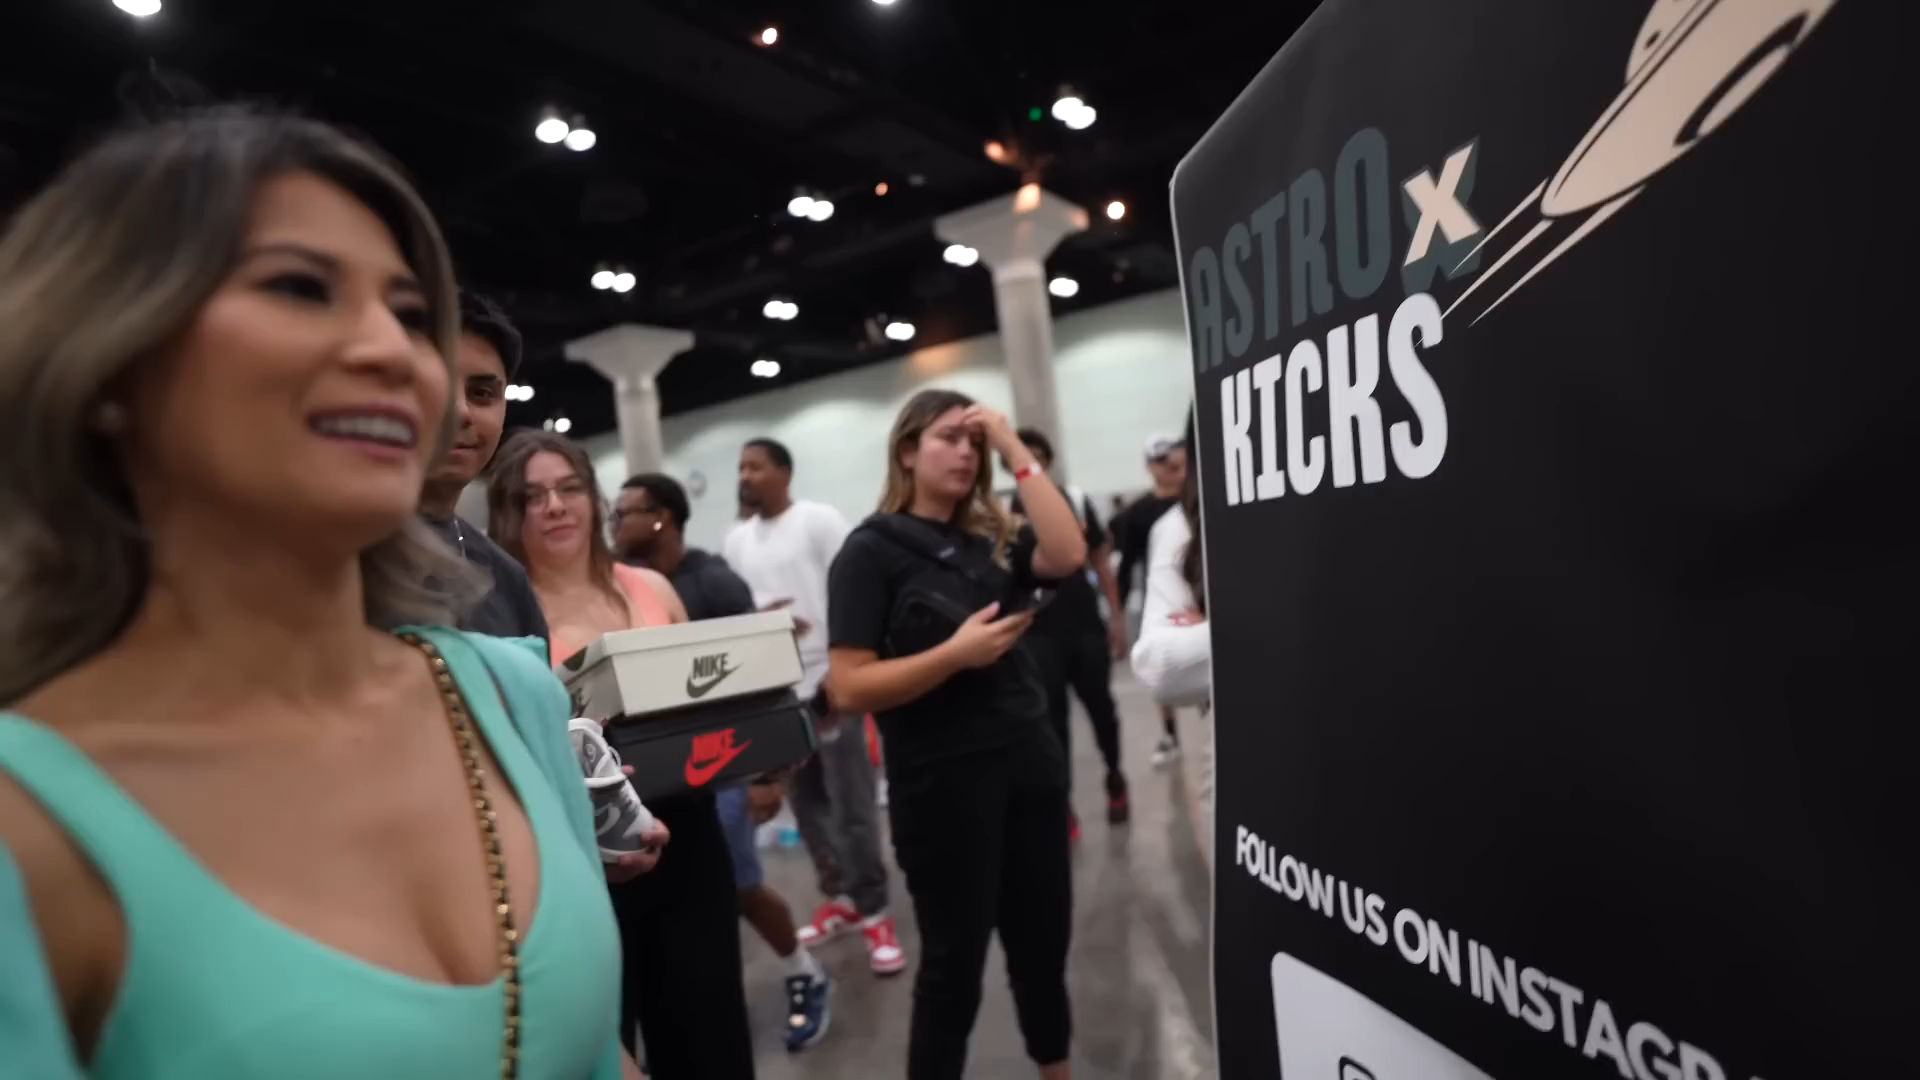 ASTRO X
KICKS
NIKE
NIKE
FOLLOW US ON INSTAGR